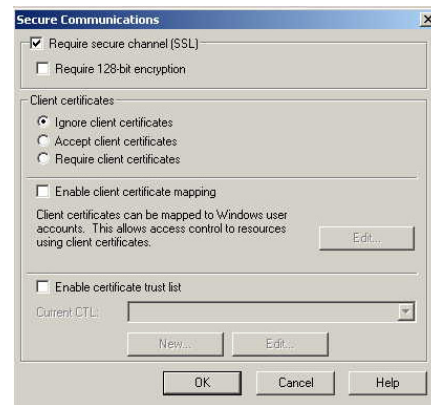 Secure Communications
Require secure channel (SSL)
Require 128-bit encryption
Client certificates
Ignore client certificates
Accept client certificates
Require client certificates
Enable client certificate mapping
Client certificates can be mapped to Windows user
accounts. This allows access control to resources
using client certificates.
Edit...
Enable certificate trust list
Current CTL:
New...
Edit...
OK
Cancel
Help